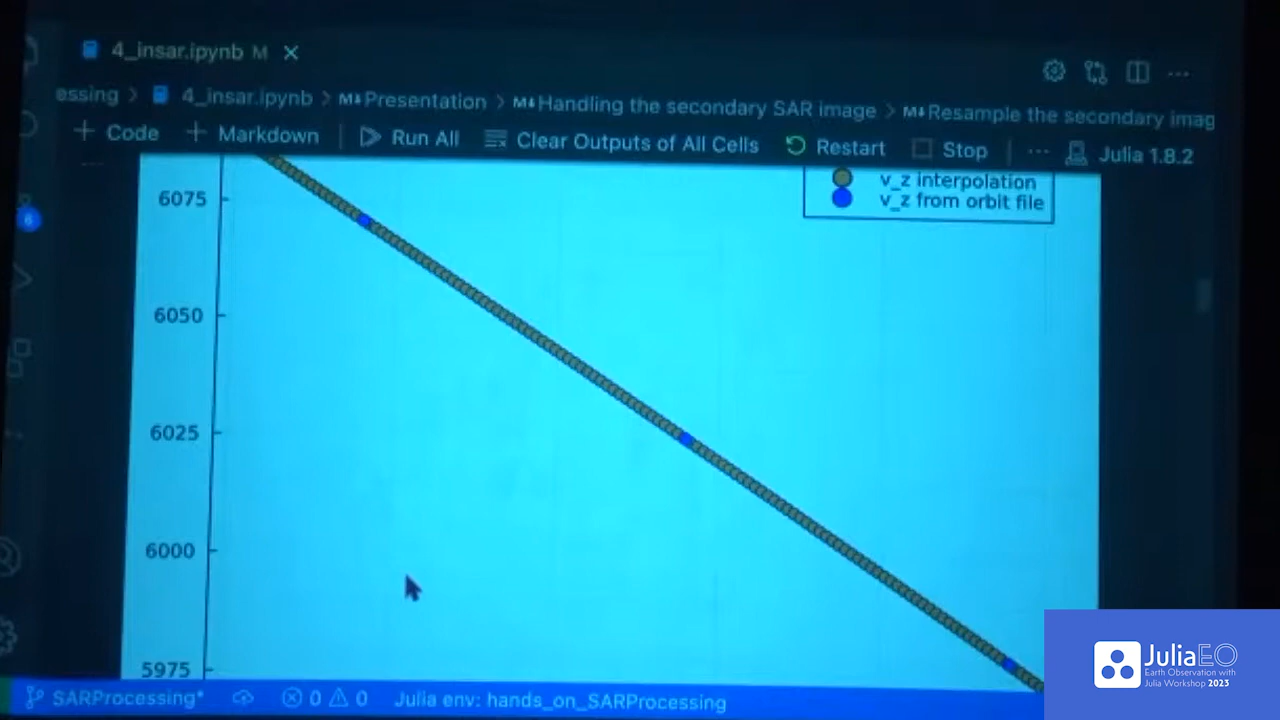 4_insar.ipynb M
essing > 4_insar.ipynb > M↓Presentation > M↓Handling the secondary SAR image > M↓Resample the secondary imag
+ Code + Markdown Run All Clear Outputs of All Cells Restart Stop ... Julia 1.8.2
v_z interpolation
v_z from orbit file
6075
6050
6025
6000
5975
6
SARProcessing* 0 0 Julia env: hands_on_SARProcessing
JuliaEO
Earth Observation with
Julia Workshop 2023